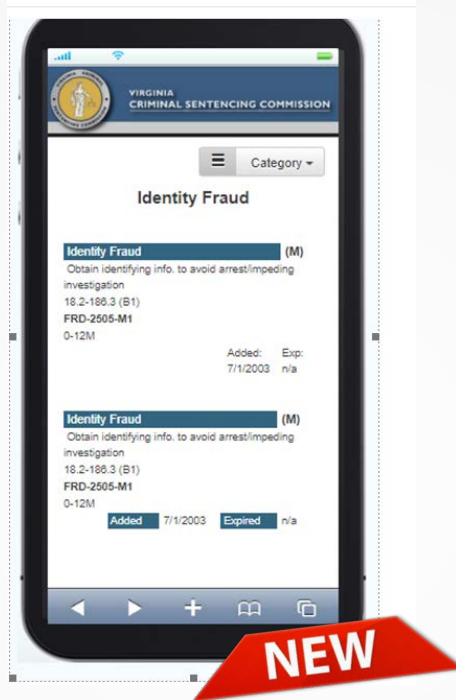 VIRGINIA
CRIMINAL SENTENCING COMMISSION
Category
Identity Fraud
Identity Fraud (M)
Obtain identifying info. to avoid arrest/impeding
investigation
18.2-186.3 (B1)
FRD-2505-M1
0-12M
Added: Exp:
7/1/2003 n/a
Identity Fraud (M)
Obtain identifying info. to avoid arrest/impeding
investigation
18.2-186.3 (B1)
FRD-2505-M1
0-12M
Added 7/1/2003 Expired n/a
NEW